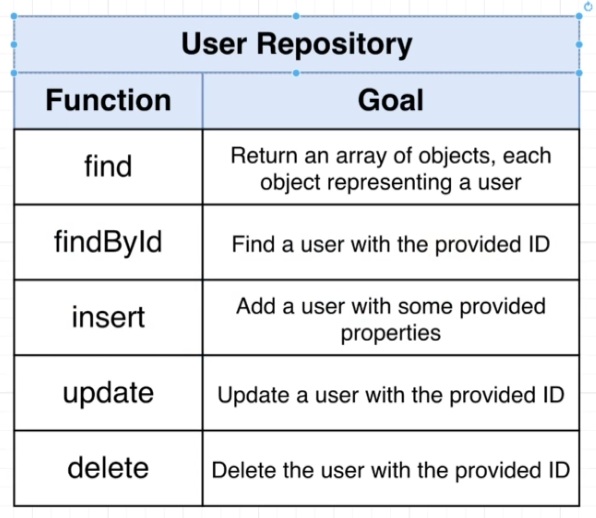 User Repository
Function
Goal
find
Return an array of objects, each
object representing a user
findById
Find a user with the provided ID
insert
Add a user with some provided
properties
update
Update a user with the provided ID
delete
Delete the user with the provided ID